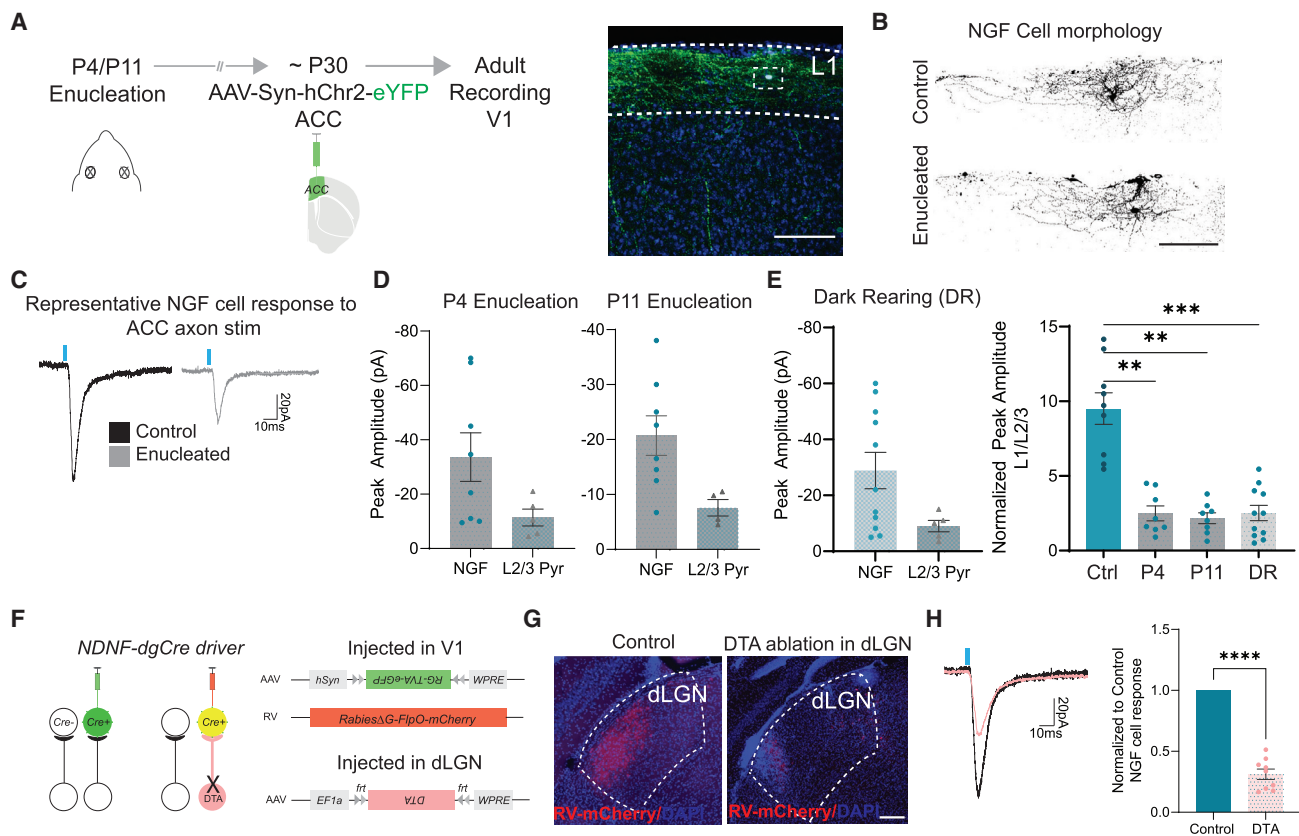 A
P4/P11
Enucleation
//
~ P30
AAV-Syn-hChr2-eYFP
ACC
Adult
Recording
V1
ACC
L1
B
NGF Cell morphology
Control
Enucleated
C
Representative NGF cell response to
ACC axon stim
20pA
10ms
Control
Enucleated
D
P4 Enucleation
Peak Amplitude (pA)
-80
-60
-40
-20
0
NGF
L2/3 Pyr
P11 Enucleation
-40
-30
-20
-10
0
NGF
L2/3 Pyr
E
Dark Rearing (DR)
Peak Amplitude (pA)
-80
-60
-40
-20
0
NGF
L2/3 Pyr
Normalized Peak Amplitude
L1/L2/3
15
10
5
0
***
**
**
Ctrl
P4
P11
DR
F
NDNF-dgCre driver
Cre-
Cre+
Cre+
X
DTA
Injected in V1
AAV
hSyn
RG-TVA-eGFP
WPRE
RV
Rabies∆G-FlpO-mCherry
Injected in dLGN
frt
frt
AAV
EF1a
DTA
WPRE
G
Control
dLGN
RV-mCherry/DAPI
DTA ablation in dLGN
dLGN
RV-mCherry/DAPI
H
20pA
10ms
Normalized to Control
NGF cell response
1.5
1.0
0.5
0.0
****
Control
DTA